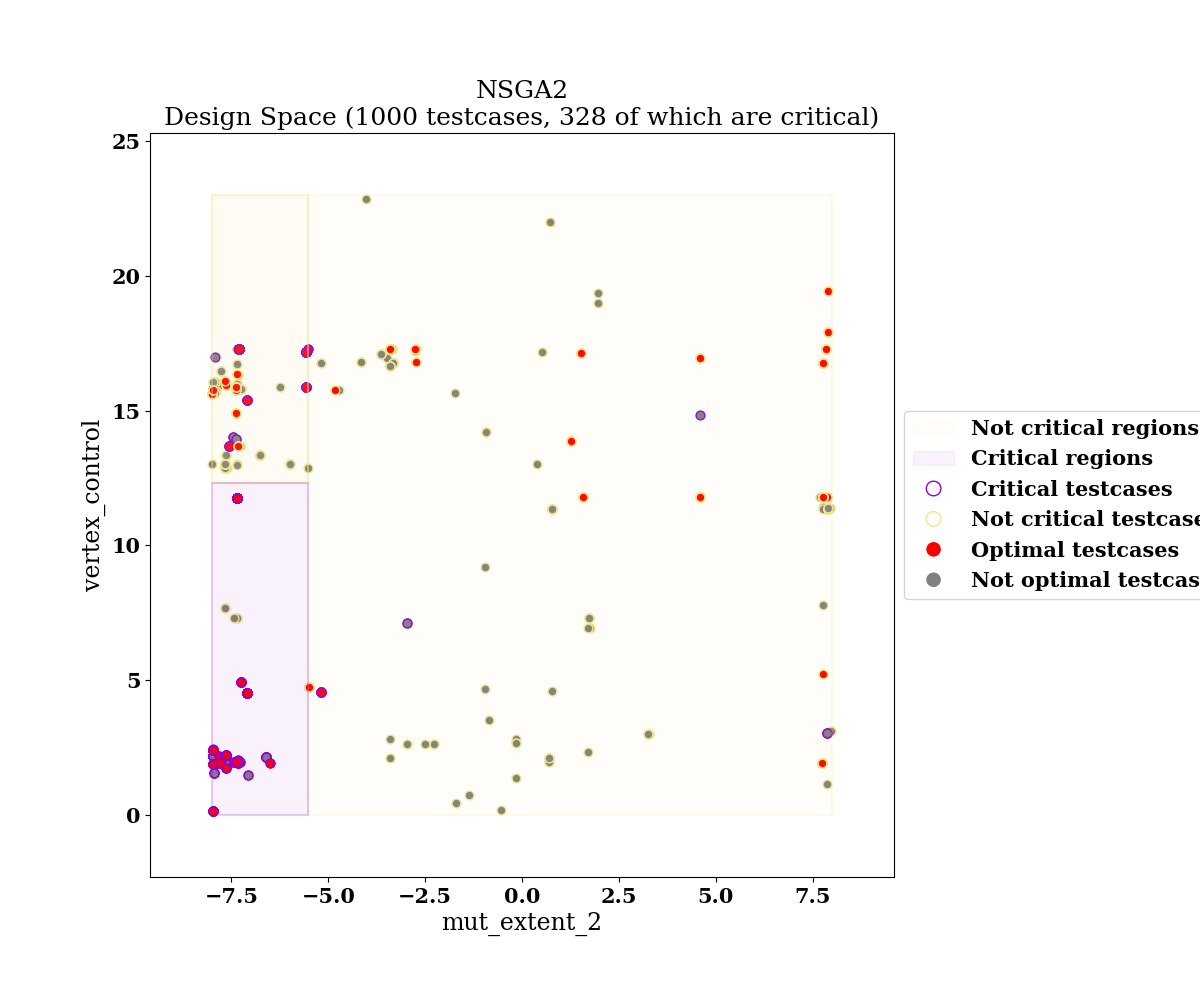 NSGA2
Design Space (1000 testcases, 328 of which are critical)
25
20
15
10
5
0
vertex_control
−7.5
−5.0
−2.5
0.0
2.5
5.0
7.5
mut_extent_2
Not critical regions
Critical regions
Critical testcases
Not critical testcase
Optimal testcases
Not optimal testcas